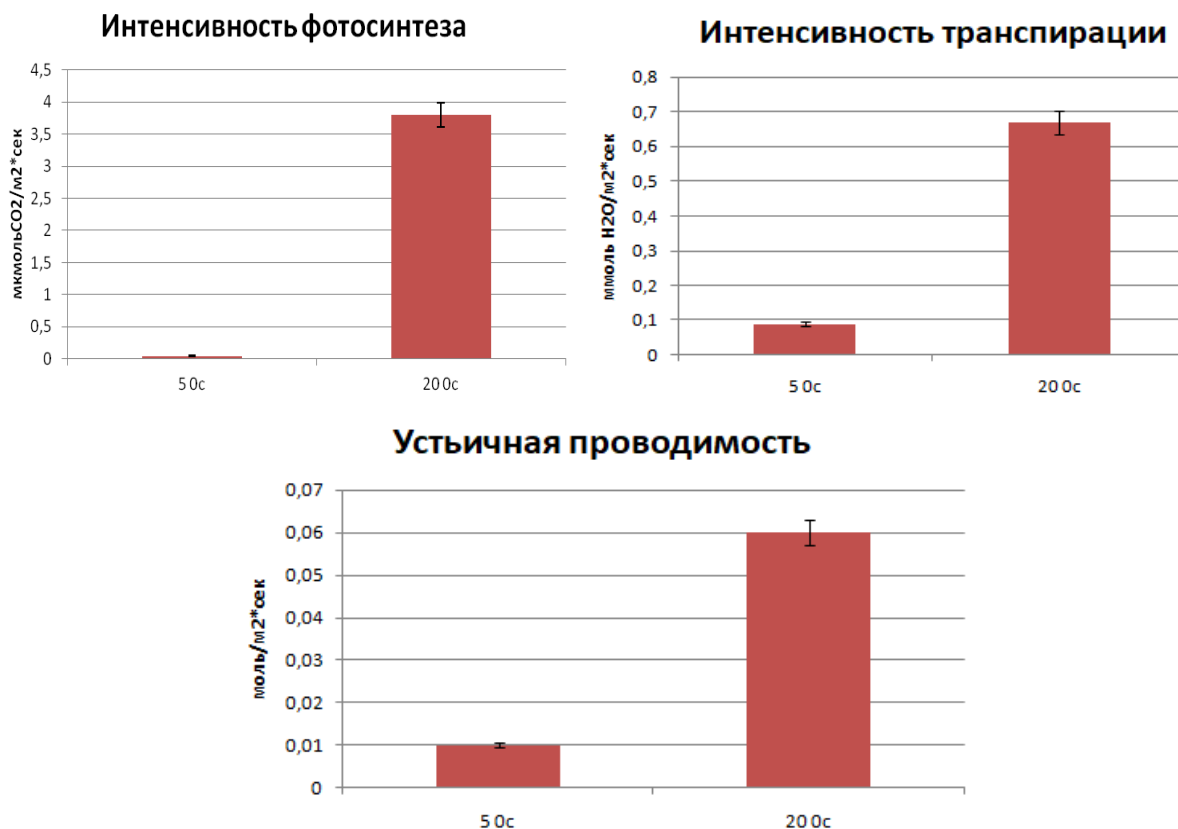 Интенсивность фотосинтеза
мкмольCO2/м2*сек
4,5
4
3,5
3
2,5
2
1,5
1
0,5
0
5 0с
20 0с
Интенсивность транспирации
ммоль H2O/м2*сек
0,8
0,7
0,6
0,5
0,4
0,3
0,2
0,1
0
5 0с
20 0с
Устьичная проводимость
моль/м2*сек
0,07
0,06
0,05
0,04
0,03
0,02
0,01
0
5 0с
20 0с